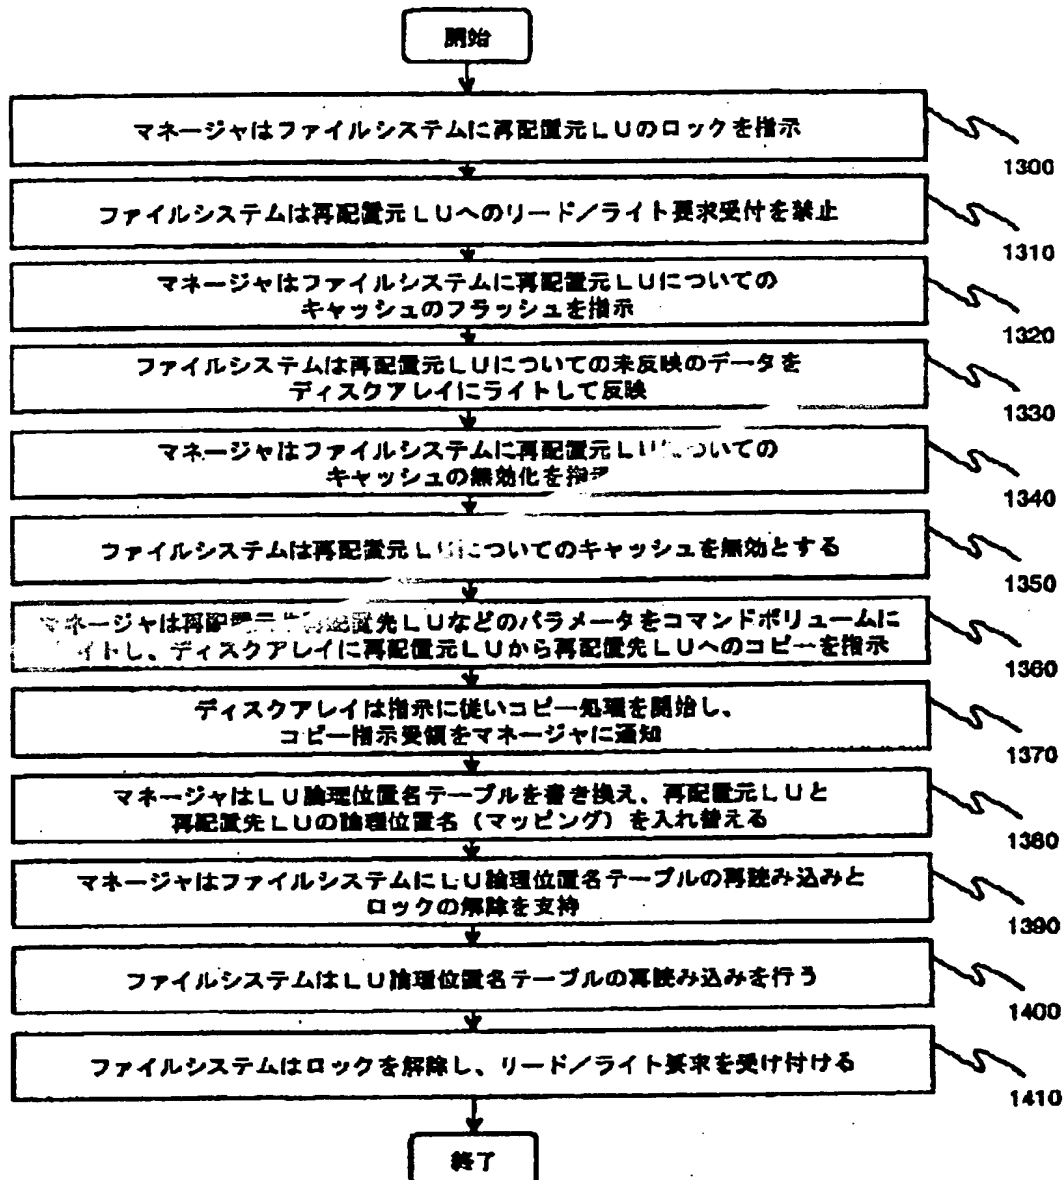 開始
マネージャはファイルシステムに再配置元LUのロックを指示
1300
ファイルシステムは再配置元LUへのリード/ライト要求受付を禁止
1310
マネージャはファイルシステムに再配置元LUについての
キャッシュのフラッシュを指示
1320
ファイルシステムは再配置元LUについての未反映のデータを
ディスクアレイにライトして反映
1330
マネージャはファイルシステムに再配置元LUについての
キャッシュの無効化を指示
1340
ファイルシステムは再配置元LUについてのキャッシュを無効とする
1350
マネージャは再配置元と再配置先LUなどのパラメータをコマンドボリュームに
イトし、ディスクアレイに再配置元LUから再配置先LUへのコピーを指示
1360
ディスクアレイは指示に従いコピー処理を開始し、
コピー指示受領をマネージャに通知
1370
マネージャはLU論理位置名テーブルを書き換え、再配置元LUと
再配置先LUの論理位置名(マッピング)を入れ替える
1380
マネージャはファイルシステムにLU論理位置名テーブルの再読み込みと
ロックの解除を支持
1390
ファイルシステムはLU論理位置名テーブルの再読み込みを行う
1400
ファイルシステムはロックを解除し、リード/ライト要求を受け付ける
1410
終了